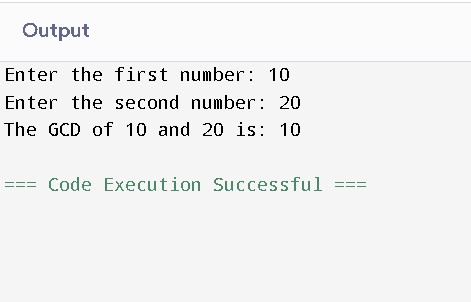 Output
Enter the first number: 10
Enter the second number: 20
The GCD of 10 and 20 is: 10
=== Code Execution Successful ===